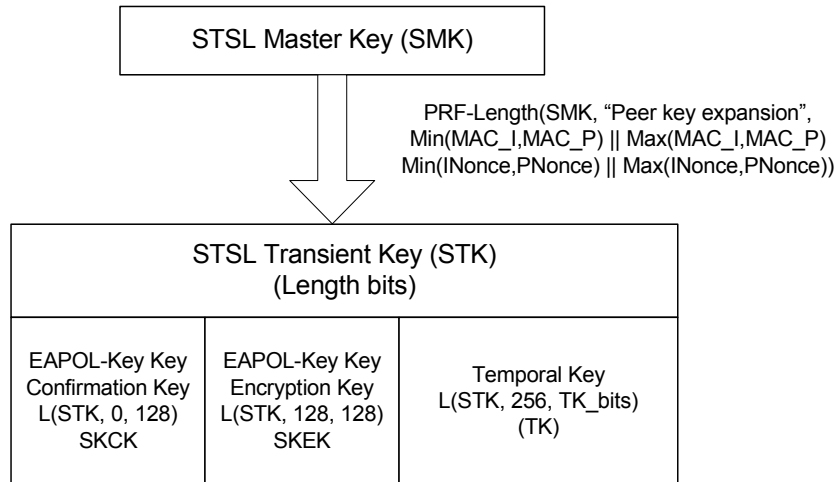 STSL Master Key (SMK)
PRF-Length(SMK, “Peer key expansion”,
Min(MAC_I,MAC_P) || Max(MAC_I,MAC_P)
Min(INonce,PNonce) || Max(INonce,PNonce))
STSL Transient Key (STK)
(Length bits)
EAPOL-Key Key
Confirmation Key
L(STK, 0, 128)
SKCK
EAPOL-Key Key
Encryption Key
L(STK, 128, 128)
SKEK
Temporal Key
L(STK, 256, TK_bits)
(TK)